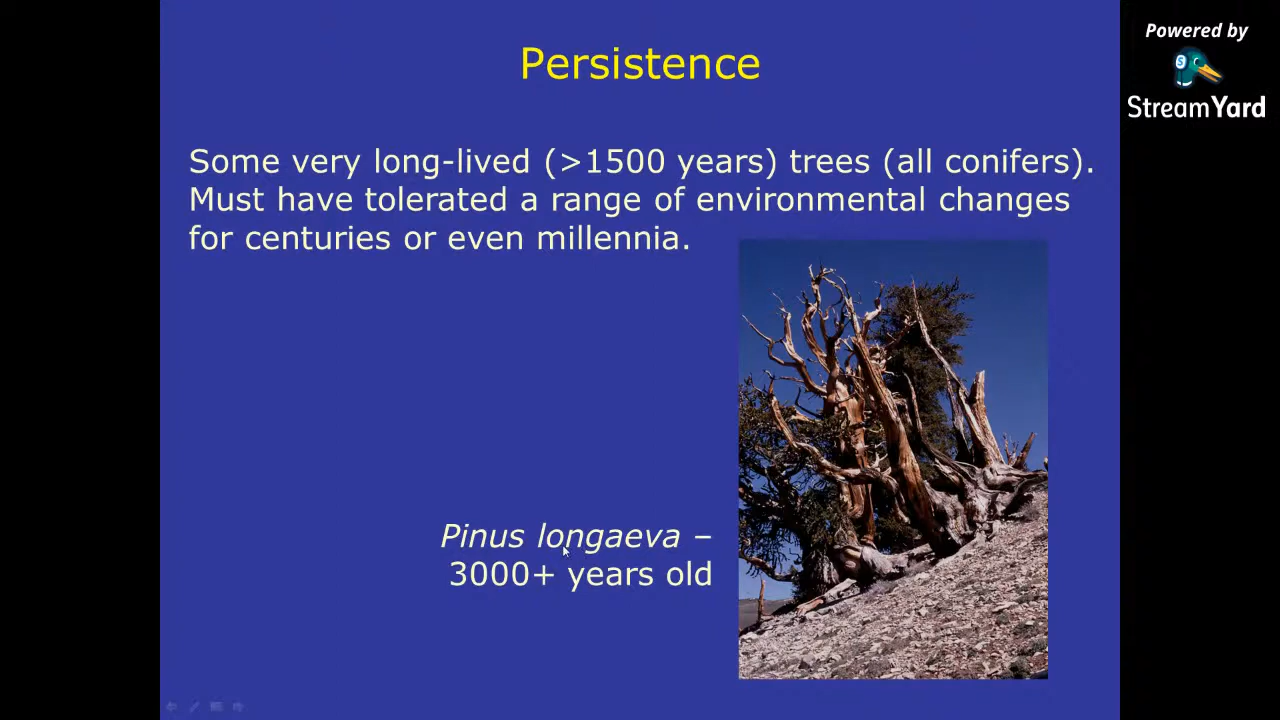 Persistence
Some very long-lived (>1500 years) trees (all conifers).
Must have tolerated a range of environmental changes
for centuries or even millennia.
Pinus longaeva –
3000+ years old
Powered by
S
StreamYard